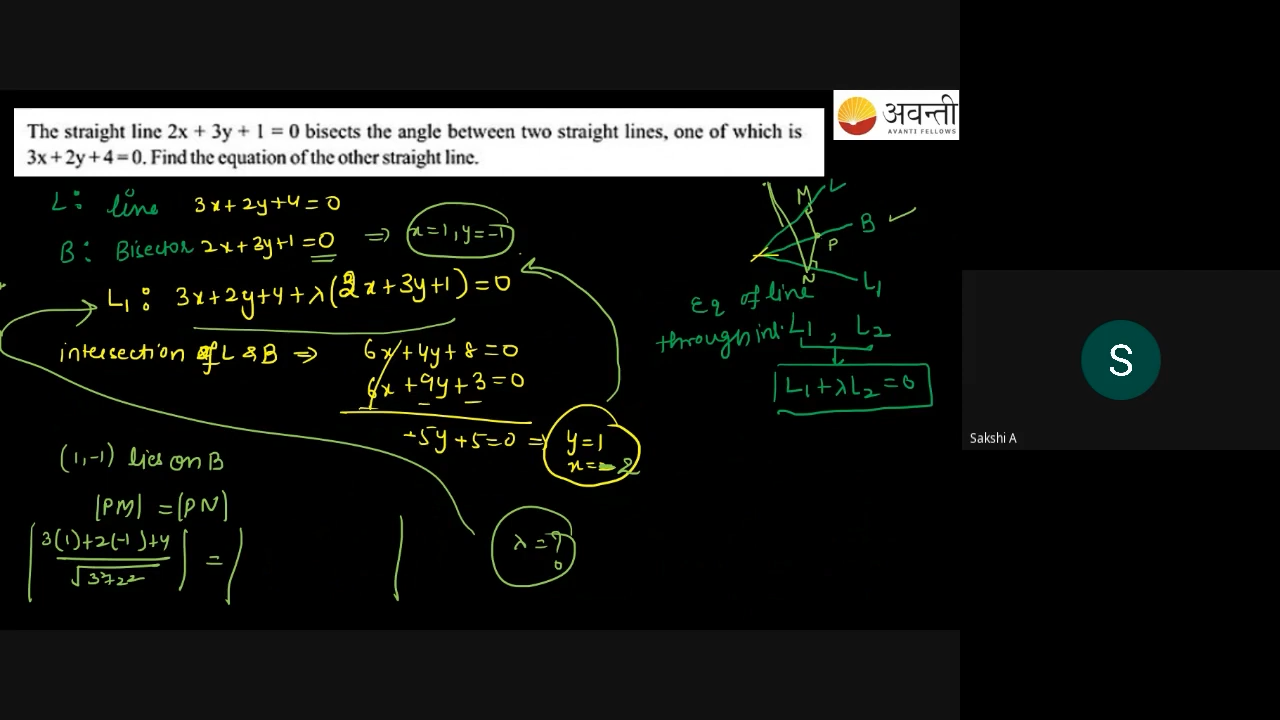 The straight line 2x + 3y + 1 = 0 bisects the angle between two straight lines, one of which is
3x + 2y + 4 = 0. Find the equation of the other straight line.
अवन्ती
AVANTI FELLOWS
L: line 3x+2y+4=0
B: Bisector 2x+3y+1=0 ⇒ x=1, y=-1
L₁: 3x+2y+4+λ(2x+3y+1)=0
intersection of L & B ⇒ 6x+4y+8=0
6x+9y+3=0
-5y+5=0 ⇒ y=1
x=-2
(1,-1) lies on B
|PM| = |PN|
|3(1)+2(-1)+4 / √3²+2²| = | |
λ=?
M
L
B
P
N
L₁
Eq of line
through int. L₁, L₂
L₁+λL₂=0
S
Sakshi A